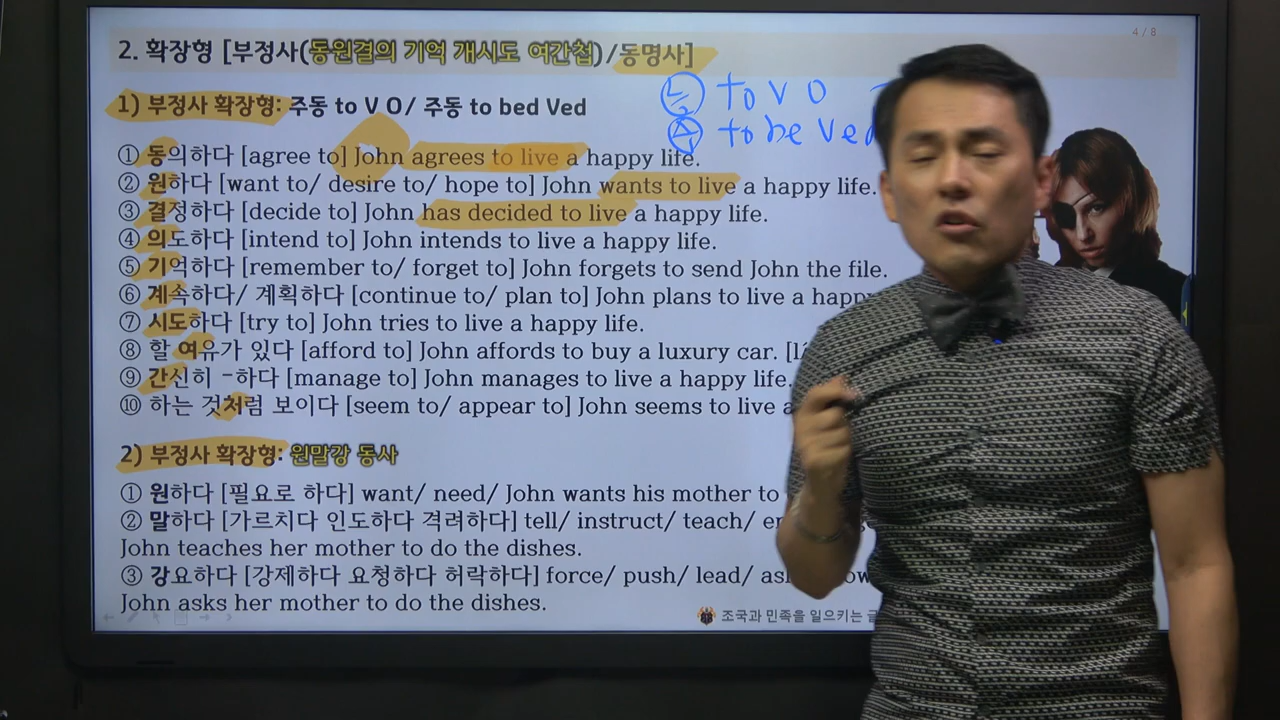 4 / 8
2. 확장형 [부정사(동원결의 기억 개시도 여간첩)/동명사]
to V O
to be Ved
1) 부정사 확장형: 주동 to V O/ 주동 to bed Ved
① 동의하다 [agree to] John agrees to live a happy life.
② 원하다 [want to/ desire to/ hope to] John wants to live a happy life.
③ 결정하다 [decide to] John has decided to live a happy life.
④ 의도하다 [intend to] John intends to live a happy life.
⑤ 기억하다 [remember to/ forget to] John forgets to send John the file.
⑥ 계속하다/ 계획하다 [continue to/ plan to] John plans to live a happy
⑦ 시도하다 [try to] John tries to live a happy life.
⑧ 할 여유가 있다 [afford to] John affords to buy a luxury car.
⑨ 간신히 -하다 [manage to] John manages to live a happy life.
⑩ 하는 것처럼 보이다 [seem to/ appear to] John seems to live a
2) 부정사 확장형: 원말강 동사
① 원하다 [필요로 하다] want/ need/ John wants his mother to
② 말하다 [가르치다 인도하다 격려하다] tell/ instruct/ teach/
John teaches her mother to do the dishes.
③ 강요하다 [강제하다 요청하다 허락하다] force/ push/ lead/
John asks her mother to do the dishes.
조국과 민족을 일으키는